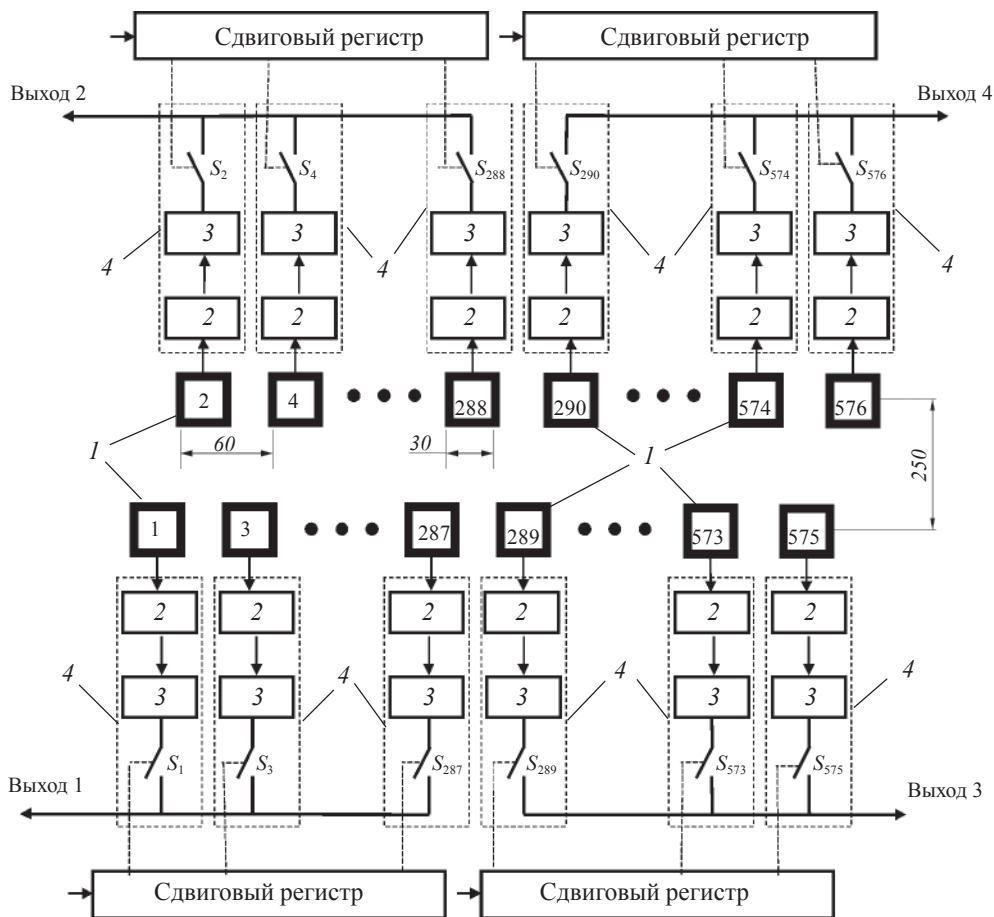 Сдвиговый регистр Сдвиговый регистр
Выход 2 Выход 4
S2 S4 S288 S290 S574 S576
3 3 3 3 3 3
4 4 4 4 4
2 2 2 2 2 2
2 4 288 290 574 576
1 60 30 1 250
1 3 287 289 573 575
2 2 2 2 2 2
4 4 4 4 4
3 3 3 3 3 3
S1 S3 S287 S289 S573 S575
Выход 1 Выход 3
Сдвиговый регистр Сдвиговый регистр